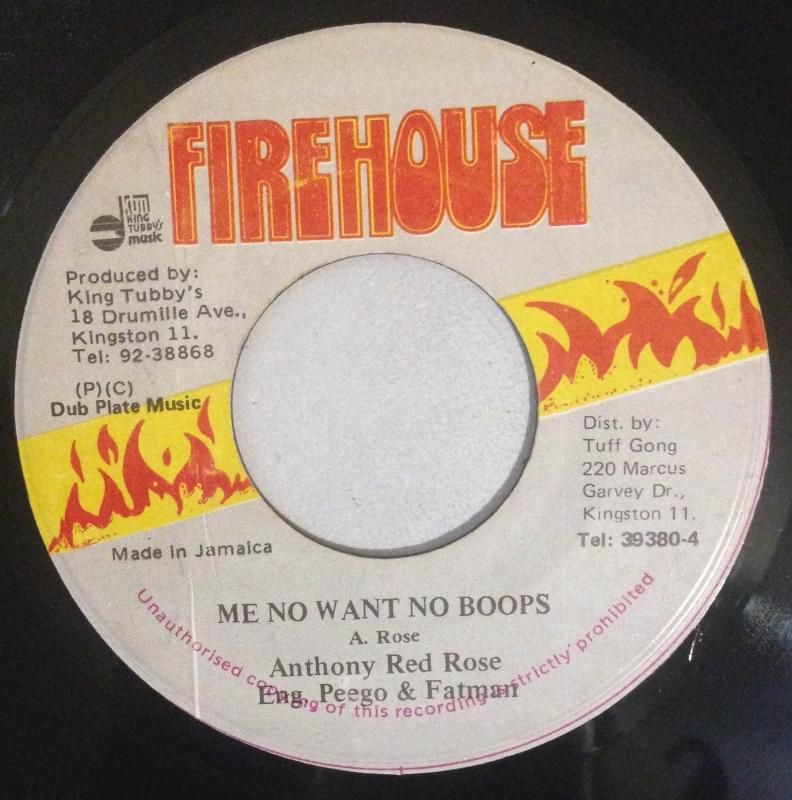 FIREHOUSE
KING
TUBBY'S
music
Produced by:
King Tubby's
18 Drumille Ave.,
Kingston 11.
Tel: 92-38868
(P)(C)
Dub Plate Music
Dist. by:
Tuff Gong
220 Marcus
Garvey Dr.,
Kingston 11.
Tel: 39380-4
Made in Jamaica
ME NO WANT NO BOOPS
A. Rose
Anthony Red Rose
Eng. Peego & Fatman
Unauthorised copying of this recording is strictly prohibited